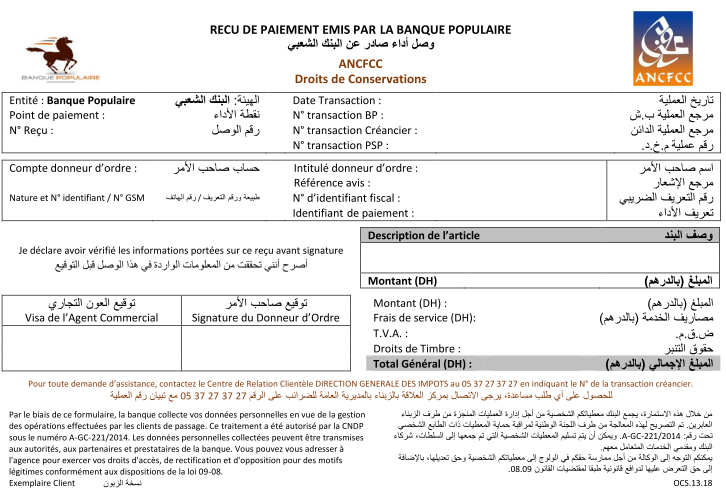 RECU DE PAIEMENT EMIS PAR LA BANQUE POPULAIRE
وصل أداء صادر عن البنك الشعبي
ANCFCC
Droits de Conservations
BANQUE POPULAIRE
ANCFCC
Entité : Banque Populaire الهيئة: البنك الشعبي
Point de paiement : نقطة الأداء
N° Reçu : رقم الوصل
Date Transaction : تاريخ العملية
N° transaction BP : مرجع العملية ب.ش
N° transaction Créancier : مرجع العملية الدائن
N° transaction PSP : رقم عملية م.خ.د.
Compte donneur d’ordre : حساب صاحب الأمر
Nature et N° identifiant / N° GSM طبيعة ورقم التعريف / رقم الهاتف
Intitulé donneur d’ordre : اسم صاحب الأمر
Référence avis : مرجع الإشعار
N° d’identifiant fiscal : رقم التعريف الضريبي
Identifiant de paiement : تعريف الأداء
Je déclare avoir vérifié les informations portées sur ce reçu avant signature
أصرح أنني تحققت من المعلومات الواردة في هذا الوصل قبل التوقيع
توقيع العون التجاري
Visa de l’Agent Commercial
توقيع صاحب الأمر
Signature du Donneur d’Ordre
Description de l’article وصف البند
Montant (DH) المبلغ (بالدرهم)
Montant (DH) : المبلغ (بالدرهم)
Frais de service (DH): مصاريف الخدمة (بالدرهم)
T.V.A. : ض.ق.م.
Droits de Timbre : حقوق التنبر
Total Général (DH) : المبلغ الإجمالي (بالدرهم)
Pour toute demande d’assistance, contactez le Centre de Relation Clientèle DIRECTION GENERALE DES IMPOTS au 05 37 27 37 27 en indiquant le N° de la transaction créancier.
للحصول على أي طلب مساعدة، يرجى الاتصال بمركز العلاقة بالزبناء بالمديرية العامة للضرائب على الرقم 27 37 27 37 05 مع تبيان رقم العملية
Par le biais de ce formulaire, la banque collecte vos données personnelles en vue de la gestion
des opérations effectuées par les clients de passage. Ce traitement a été autorisé par la CNDP
sous le numéro A-GC-221/2014. Les données personnelles collectées peuvent être transmises
aux autorités, aux partenaires et prestataires de la banque. Vous pouvez vous adresser à
l’agence pour exercer vos droits d'accès, de rectification et d'opposition pour des motifs
légitimes conformément aux dispositions de la loi 09-08.
Exemplaire Client نسخة الزبون
من خلال هذه الاستمارة، يجمع البنك معطياتكم الشخصية من أجل إدارة العمليات المنجزة من طرف الزبناء
العابرين. تم التصريح لهذه المعالجة من طرف اللجنة الوطنية لمراقبة حماية المعطيات ذات الطابع الشخصي
تحت رقم: A-GC-221/2014. ويمكن أن يتم تسليم المعطيات الشخصية التي تم جمعها إلى السلطات، شركاء
البنك ومقدمي الخدمات المتعامل معهم.
يمكنكم التوجه إلى الوكالة من أجل ممارسة حقكم في الولوج إلى معطياتكم الشخصية وحق تعديلها، بالإضافة
إلى حق التعرض عليها لدوافع قانونية طبقا لمقتضيات القانون 08.09
OCS.13.18